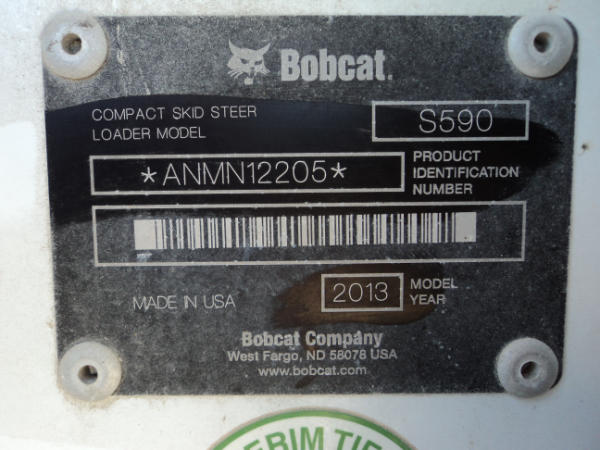 Bobcat.
COMPACT SKID STEER
LOADER MODEL
S590
*ANMN12205*
PRODUCT
IDENTIFICATION
NUMBER
MADE IN USA
2013
MODEL
YEAR
Bobcat Company
West Fargo, ND 58078 USA
www.bobcat.com